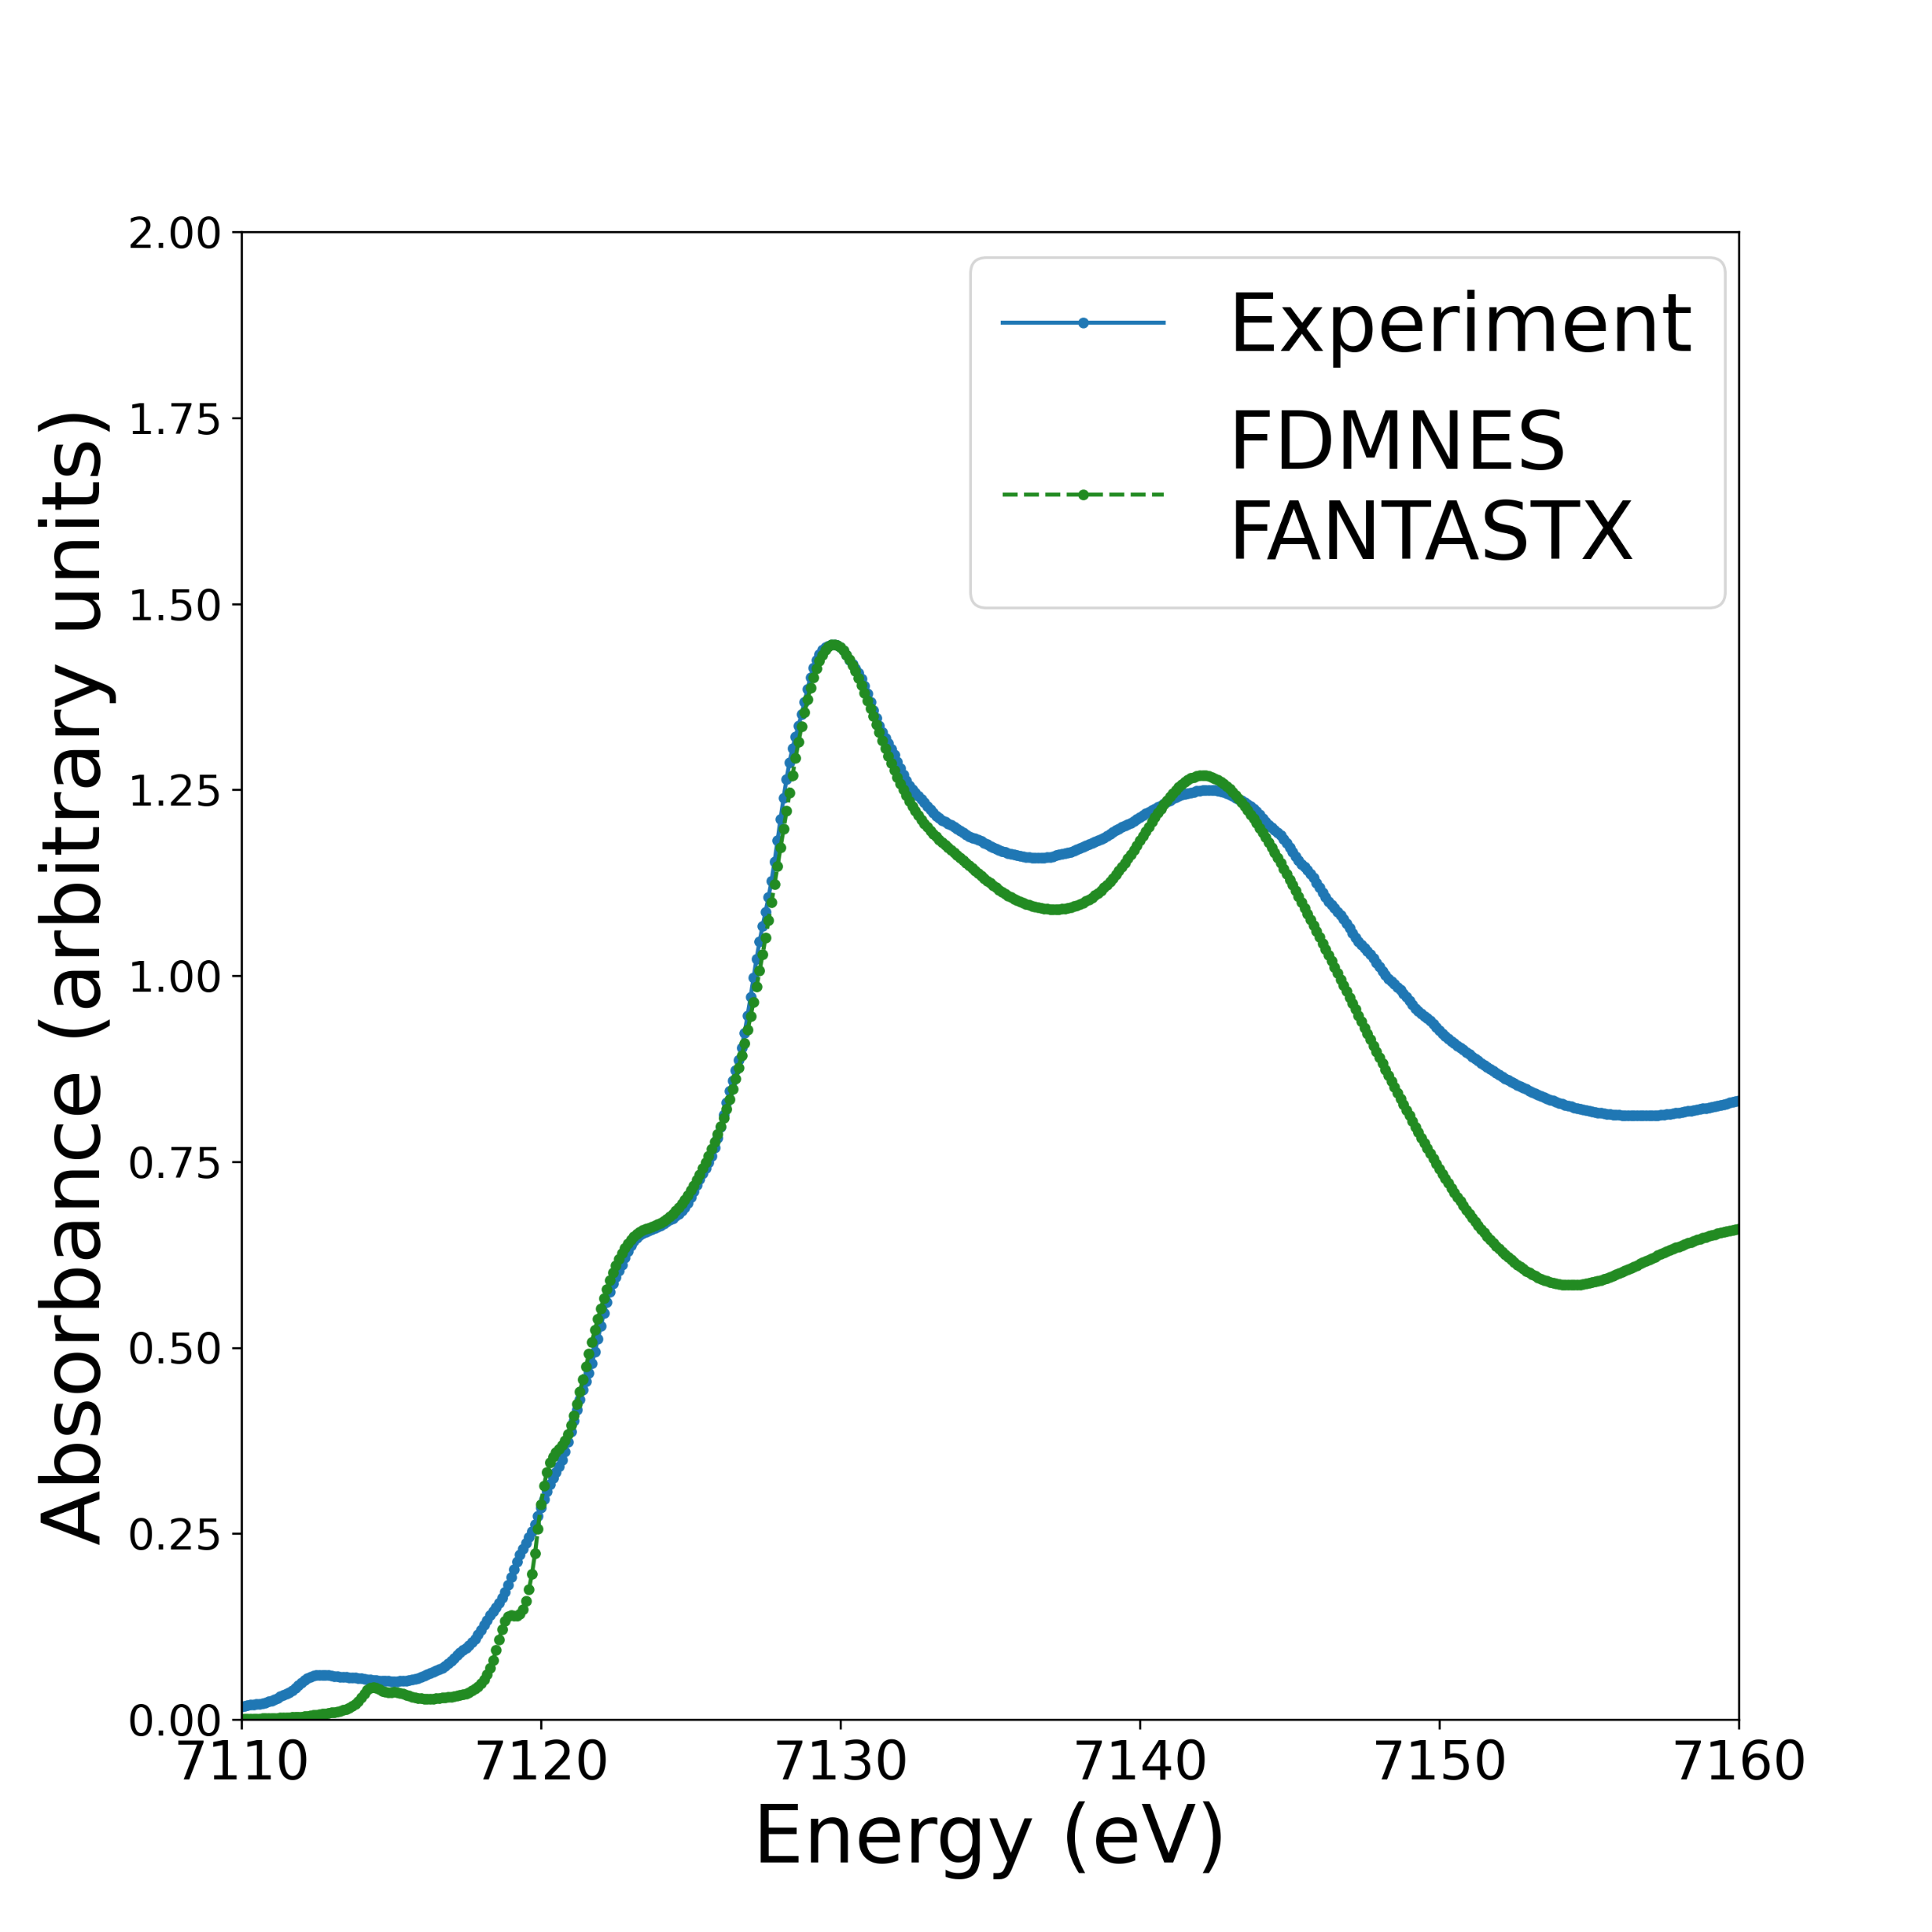 2.00
1.75
1.50
1.25
1.00
0.75
0.50
0.25
0.00
Absorbance (arbitrary units)
Experiment
FDMNES
FANTASTX
7110 7120 7130 7140 7150 7160
Energy (eV)